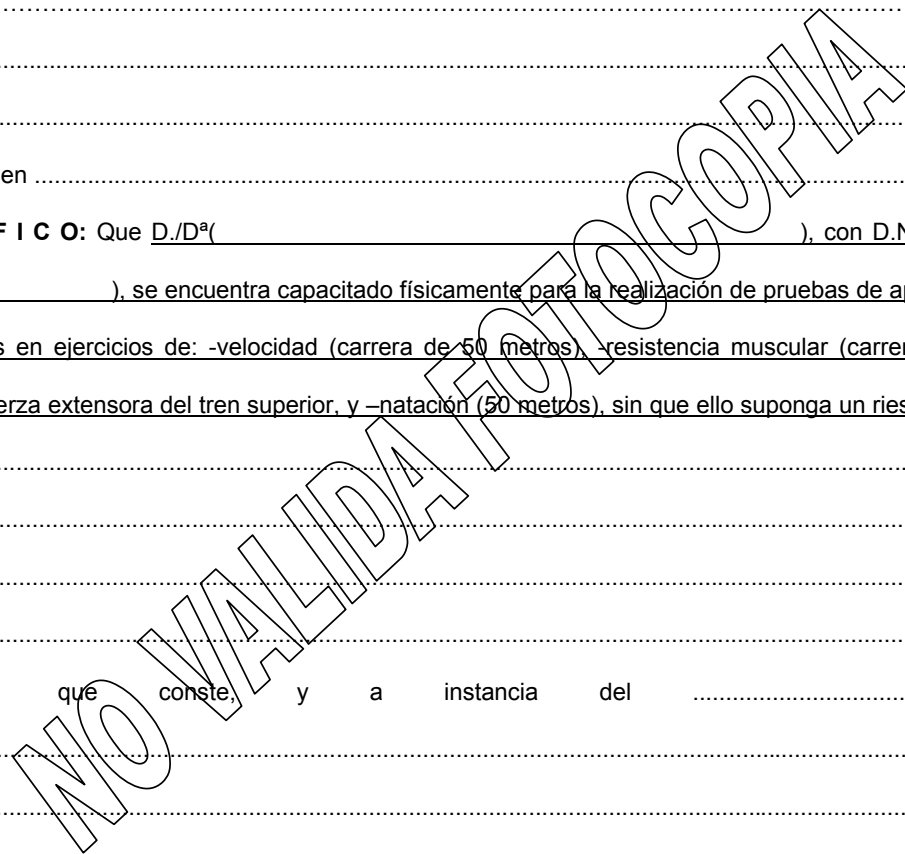 en ........................................................................................................................
F I C O: Que D./Dª( ), con D.N
), se encuentra capacitado físicamente para la realización de pruebas de ap
s en ejercicios de: -velocidad (carrera de 50 metros), -resistencia muscular (carrer
erza extensora del tren superior, y –natación (50 metros), sin que ello suponga un ries
que conste, y a instancia del ................................
NO VALIDA FOTOCOPIA